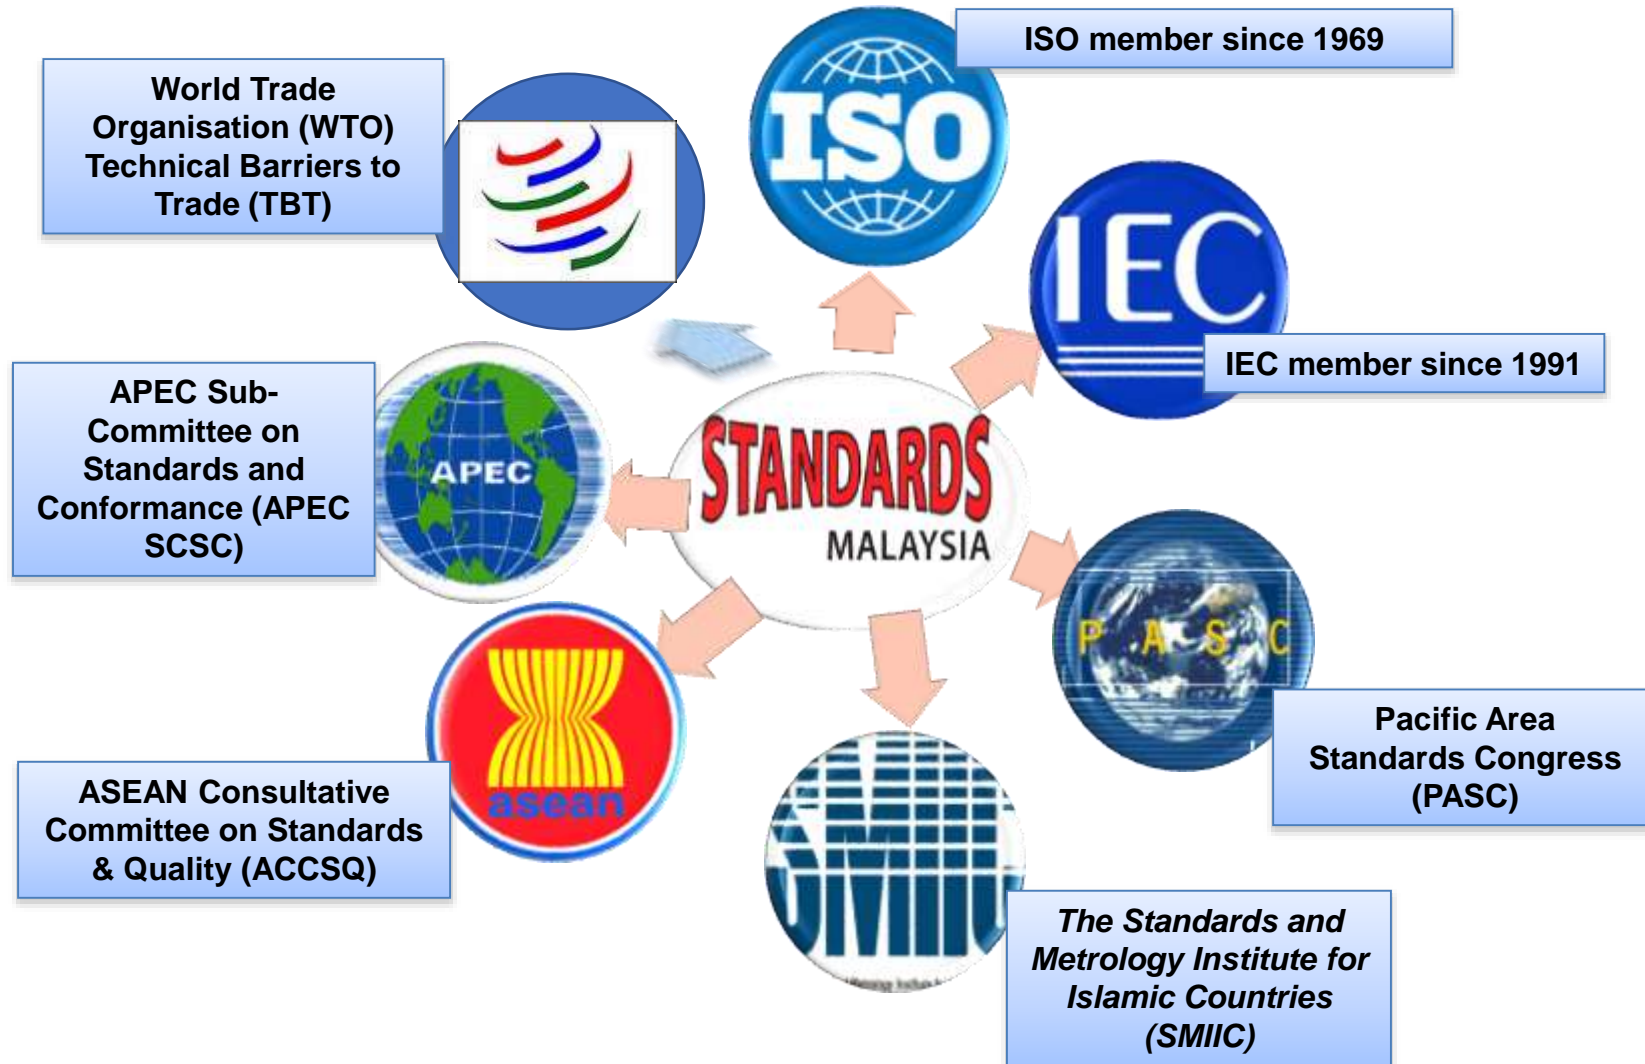 ISO member since 1969
World Trade
Organisation (WTO)
Technical Barriers to
Trade (TBT)
ISO
IEC
IEC member since 1991
APEC Sub-
Committee on
Standards and
Conformance (APEC
SCSC)
APEC
STANDARDS
MALAYSIA
PASC
Pacific Area
Standards Congress
(PASC)
asean
ASEAN Consultative
Committee on Standards
& Quality (ACCSQ)
SMIIC
The Standards and
Metrology Institute for
Islamic Countries
(SMIIC)